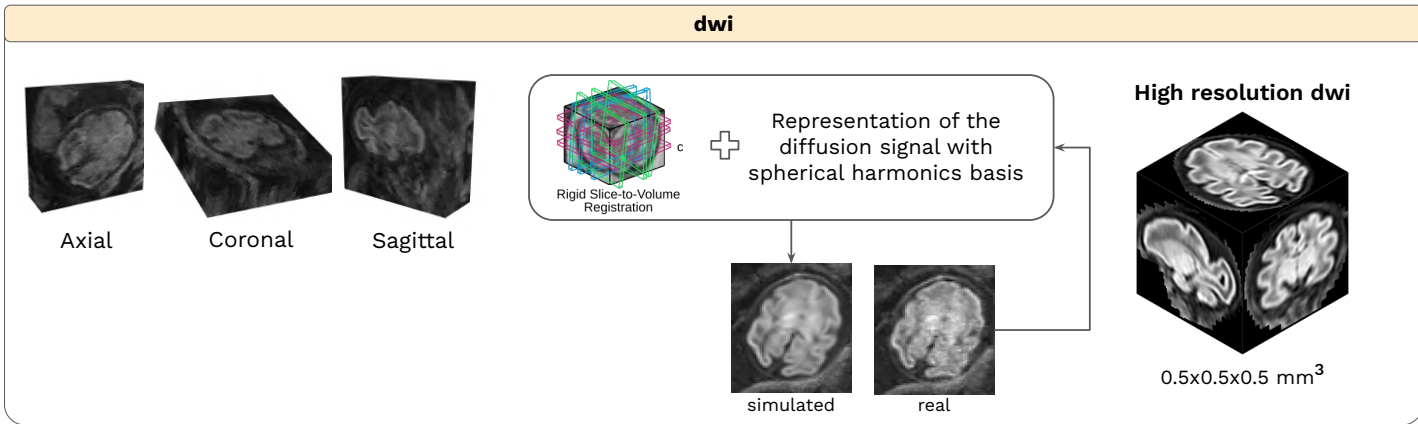 dwi
Axial
Coronal
Sagittal
c
Rigid Slice-to-Volume
Registration
Representation of the
diffusion signal with
spherical harmonics basis
simulated
real
High resolution dwi
0.5x0.5x0.5 mm³